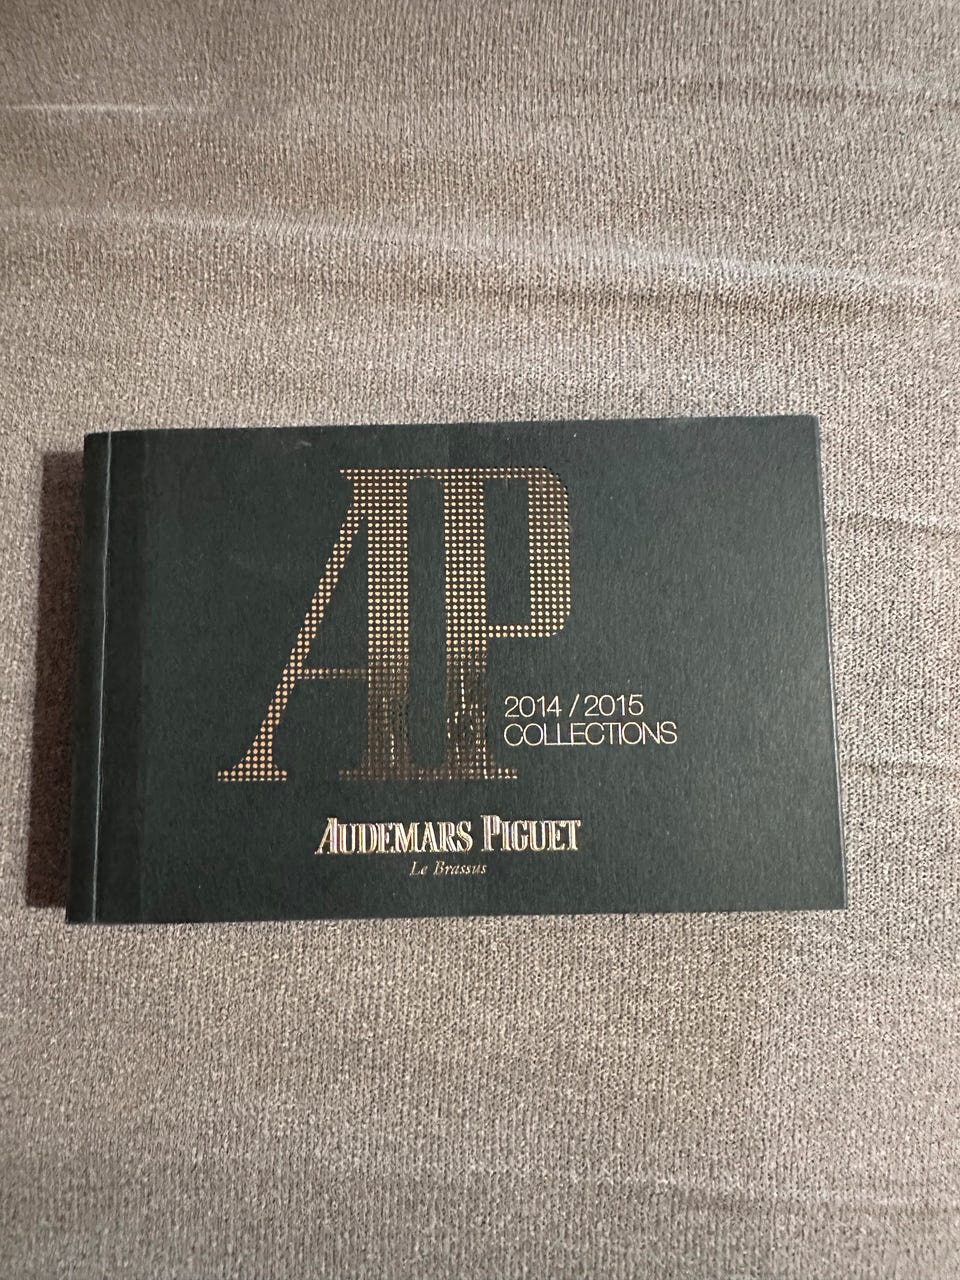 AP
2014 / 2015
COLLECTIONS
AUDEMARS PIGUET
Le Brassus